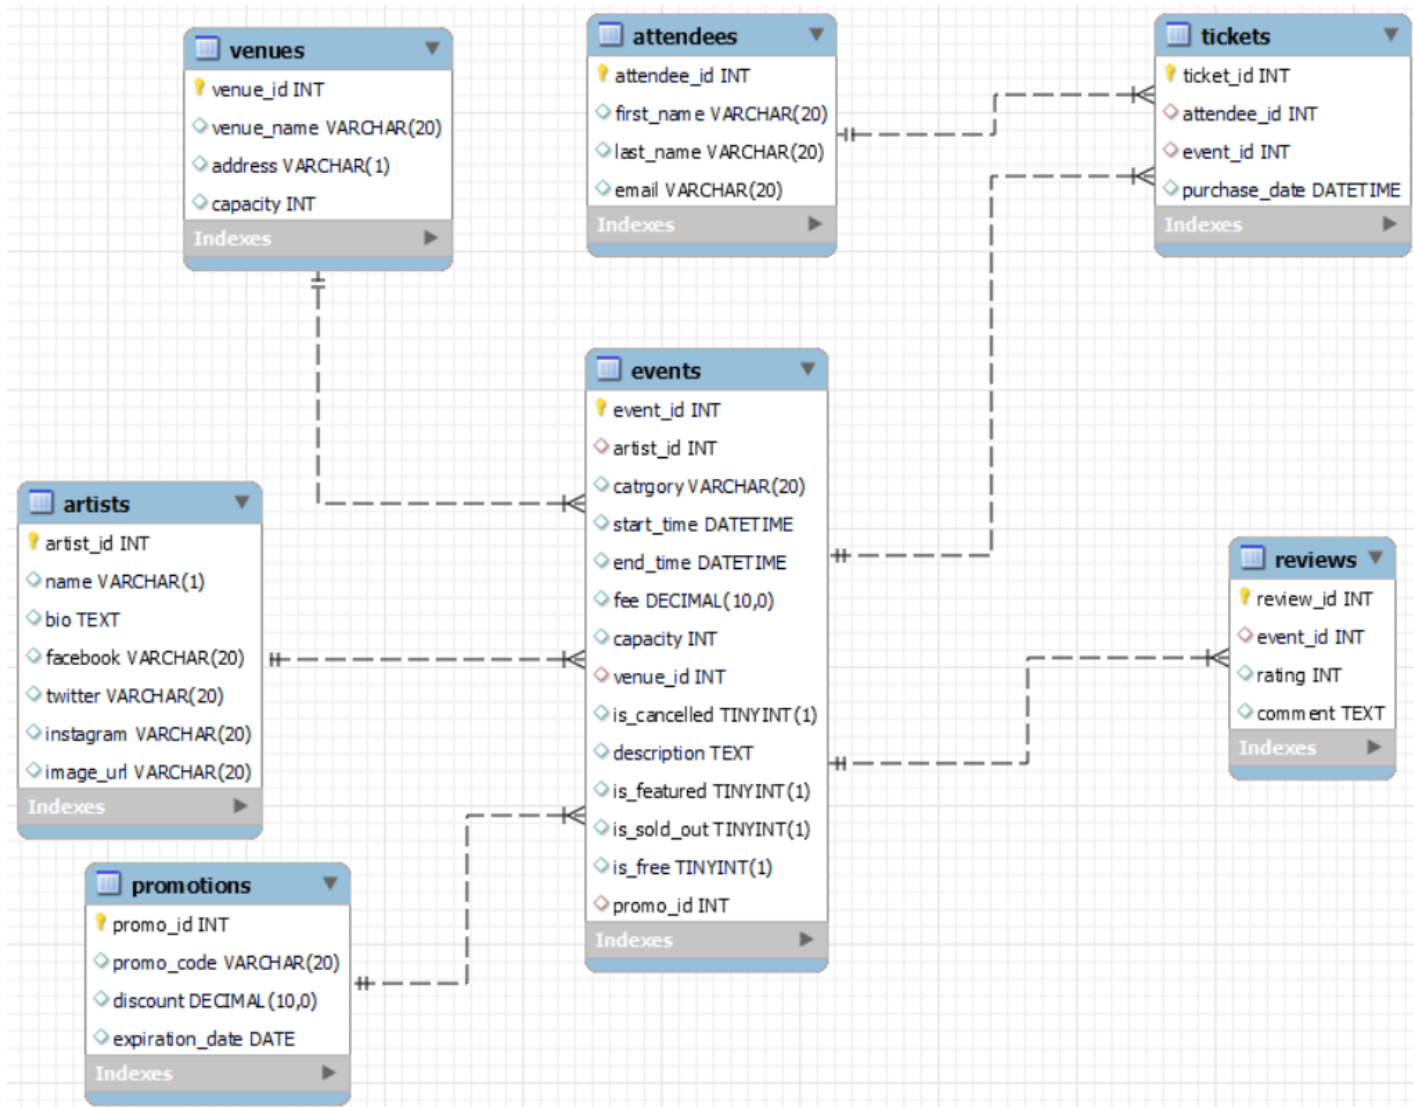 venues
venue_id INT
venue_name VARCHAR(20)
address VARCHAR(1)
capacity INT
Indexes
attendees
attendee_id INT
first_name VARCHAR(20)
last_name VARCHAR(20)
email VARCHAR(20)
Indexes
tickets
ticket_id INT
attendee_id INT
event_id INT
purchase_date DATETIME
Indexes
events
event_id INT
artist_id INT
catrgory VARCHAR(20)
start_time DATETIME
end_time DATETIME
fee DECIMAL(10,0)
capacity INT
venue_id INT
is_cancelled TINYINT(1)
description TEXT
is_featured TINYINT(1)
is_sold_out TINYINT(1)
is_free TINYINT(1)
promo_id INT
Indexes
artists
artist_id INT
name VARCHAR(1)
bio TEXT
facebook VARCHAR(20)
twitter VARCHAR(20)
instagram VARCHAR(20)
image_url VARCHAR(20)
Indexes
reviews
review_id INT
event_id INT
rating INT
comment TEXT
Indexes
promotions
promo_id INT
promo_code VARCHAR(20)
discount DECIMAL(10,0)
expiration_date DATE
Indexes